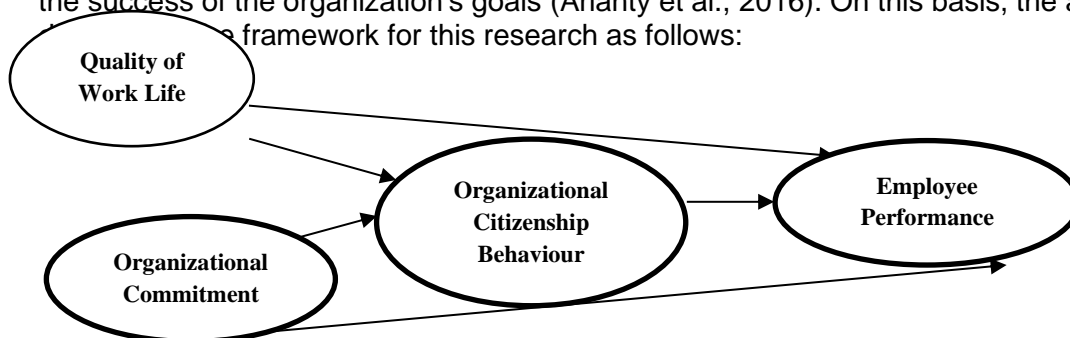 the success of the organization's goals (Ananty et al., 2016). On this basis, the
framework for this research as follows:
Quality of
Work Life
Organizational
Citizenship
Behaviour
Employee
Performance
Organizational
Commitment